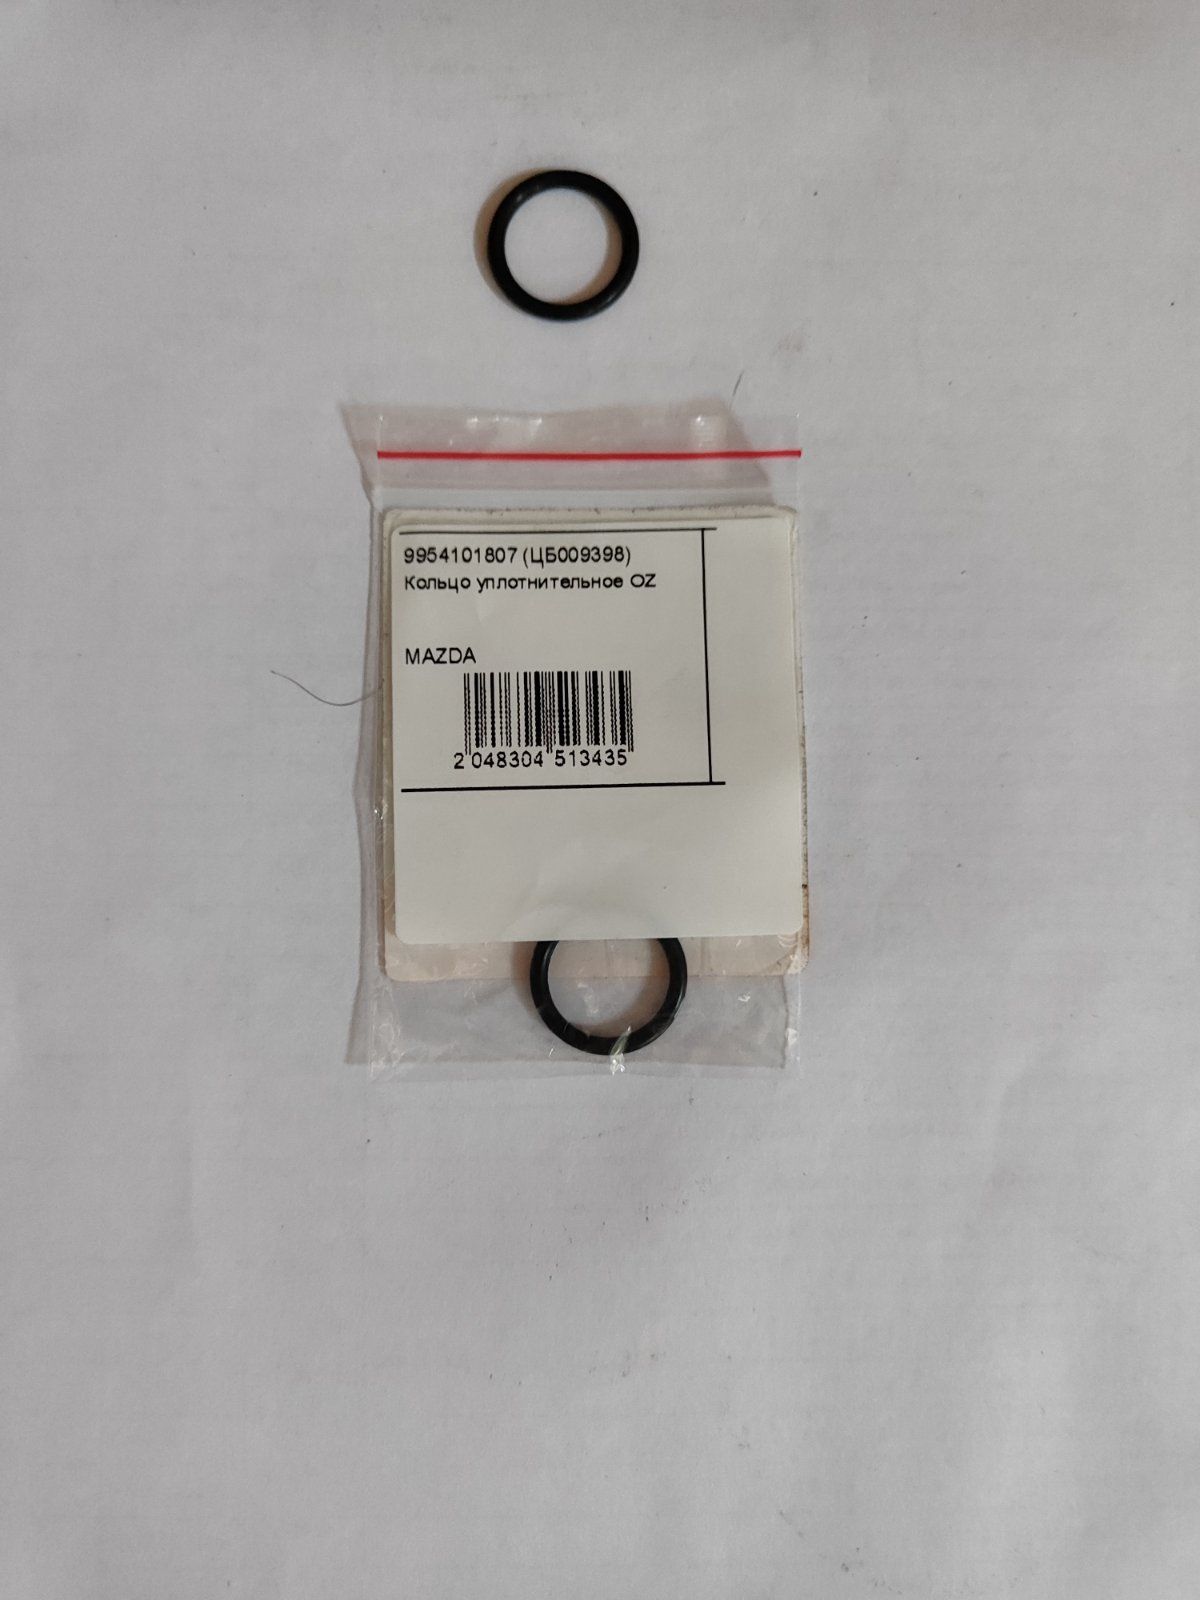 9954101807 (ЦБ009398)
Кольцо уплотнительное OZ
MAZDA
2 048304 513435